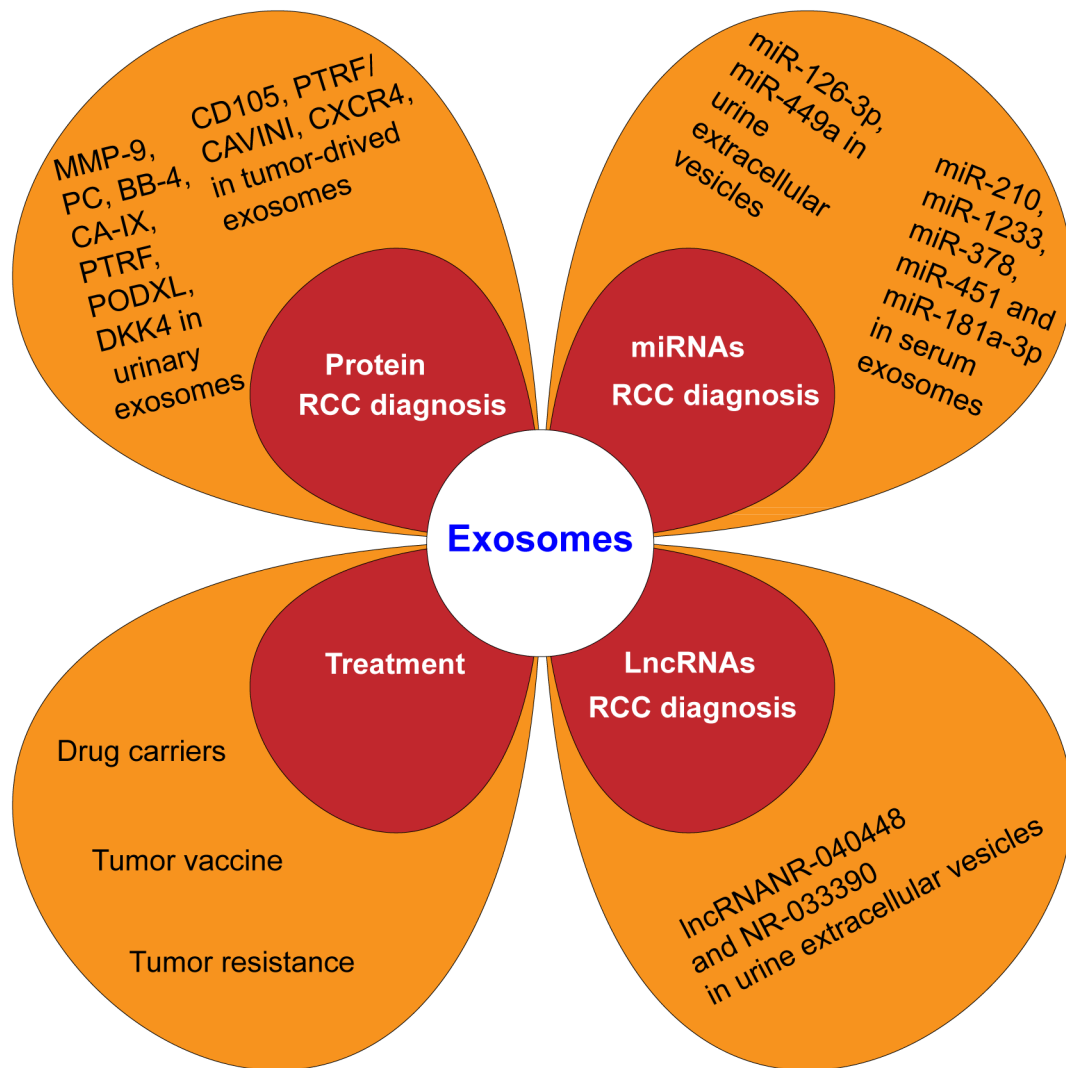 MMP-9,
PC, BB-4,
CA-IX,
PTRF,
PODXL,
DKK4 in
urinary
exosomes
CD105, PTRF/
CAVINI, CXCR4,
in tumor-drived
exosomes
Protein
RCC diagnosis
miR-126-3p,
miR-449a in
urine
extracellular
vesicles
miR-210,
miR-1233,
miR-378,
miR-451 and
miR-181a-3p
in serum
exosomes
miRNAs
RCC diagnosis
Exosomes
Treatment
Drug carriers
Tumor vaccine
Tumor resistance
LncRNAs
RCC diagnosis
lncRNANR-040448
and NR-033390
in urine extracellular vesicles